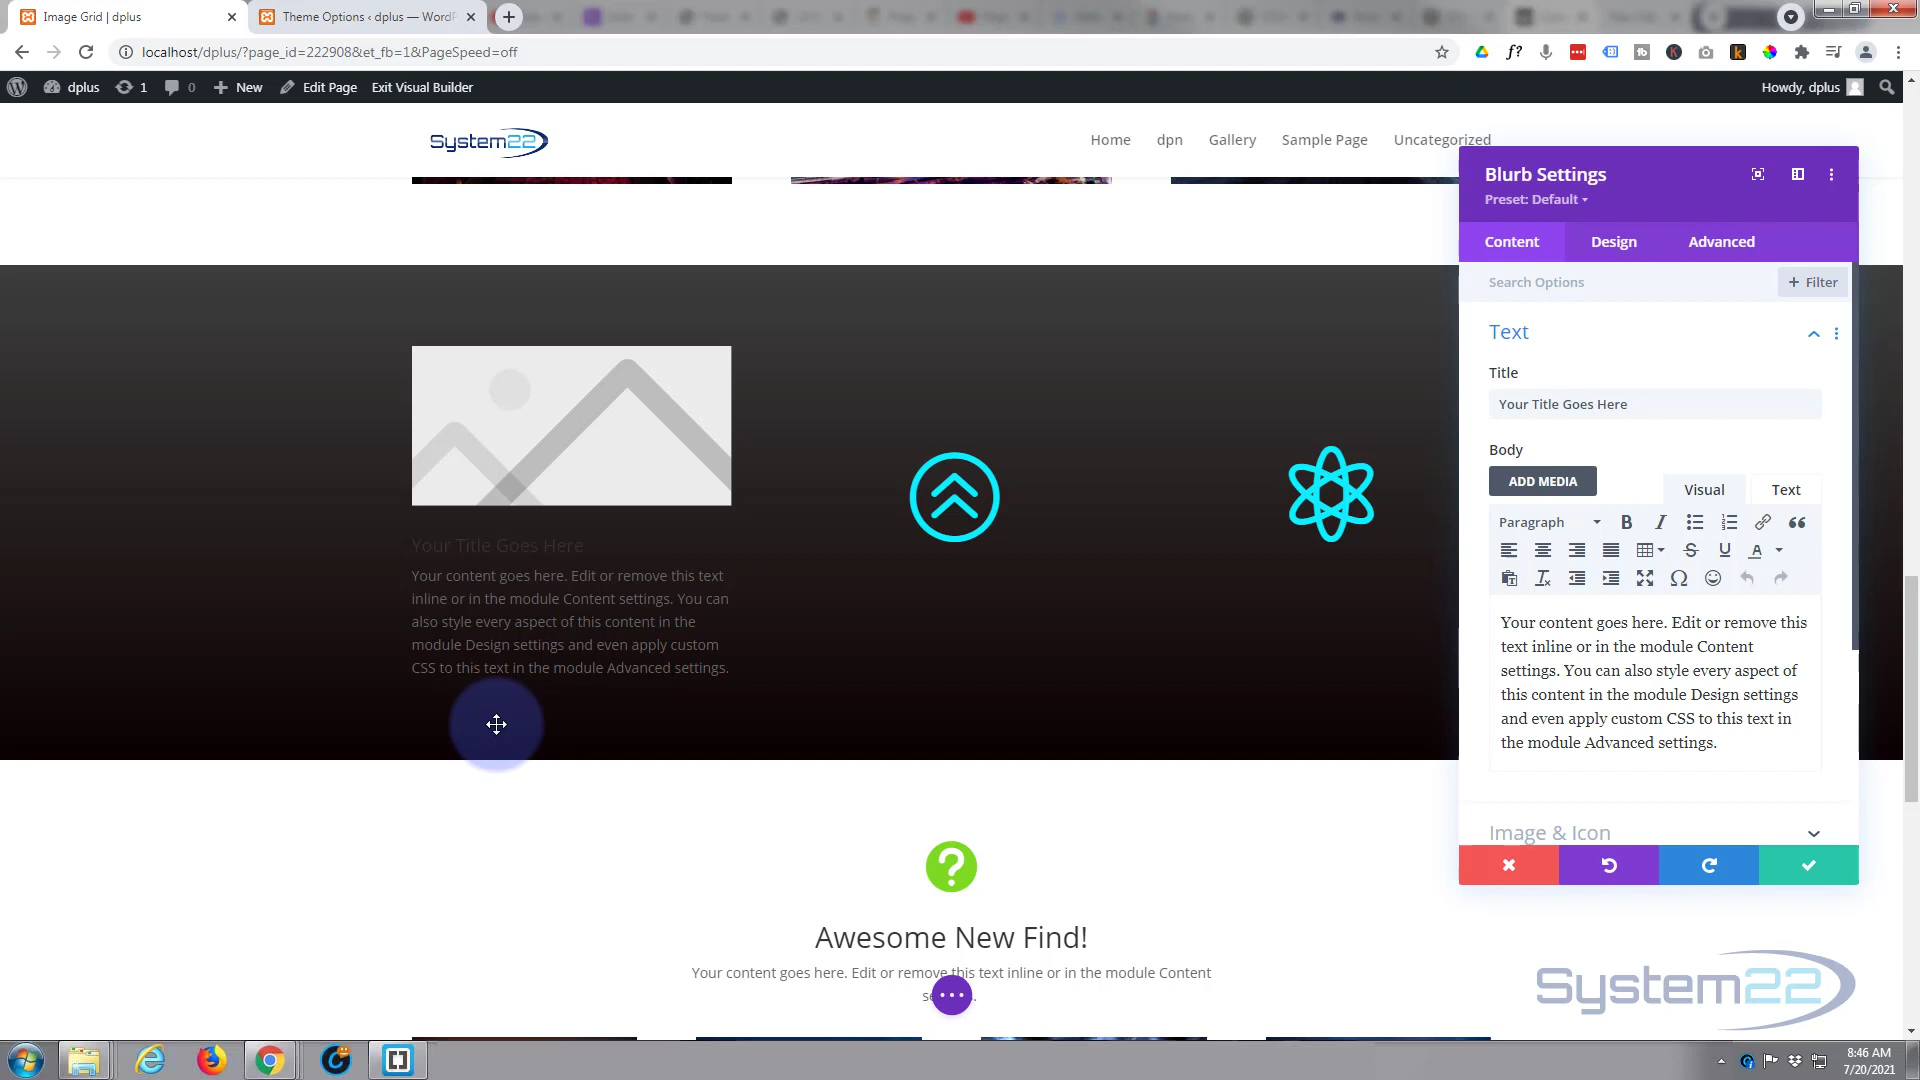 Image Grid | dplus
Theme Options ‹ dplus — WordP
localhost/dplus/?page_id=222908&et_fb=1&PageSpeed=off
dplus
1
0
New
Edit Page
Exit Visual Builder
Howdy, dplus
System22
Home
dpn
Gallery
Sample Page
Uncategorized
Blurb Settings
Preset: Default
Content
Design
Advanced
Search Options
+ Filter
Text
Title
Your Title Goes Here
Body
ADD MEDIA
Visual
Text
Paragraph
Your content goes here. Edit or remove this
text inline or in the module Content
settings. You can also style every aspect of
this content in the module Design settings
and even apply custom CSS to this text in
the module Advanced settings.
Image & Icon
Your Title Goes Here
Your content goes here. Edit or remove this text
inline or in the module Content settings. You can
also style every aspect of this content in the
module Design settings and even apply custom
CSS to this text in the module Advanced settings.
Awesome New Find!
Your content goes here. Edit or remove this text inline or in the module Content
System22
8:46 AM
7/20/2021